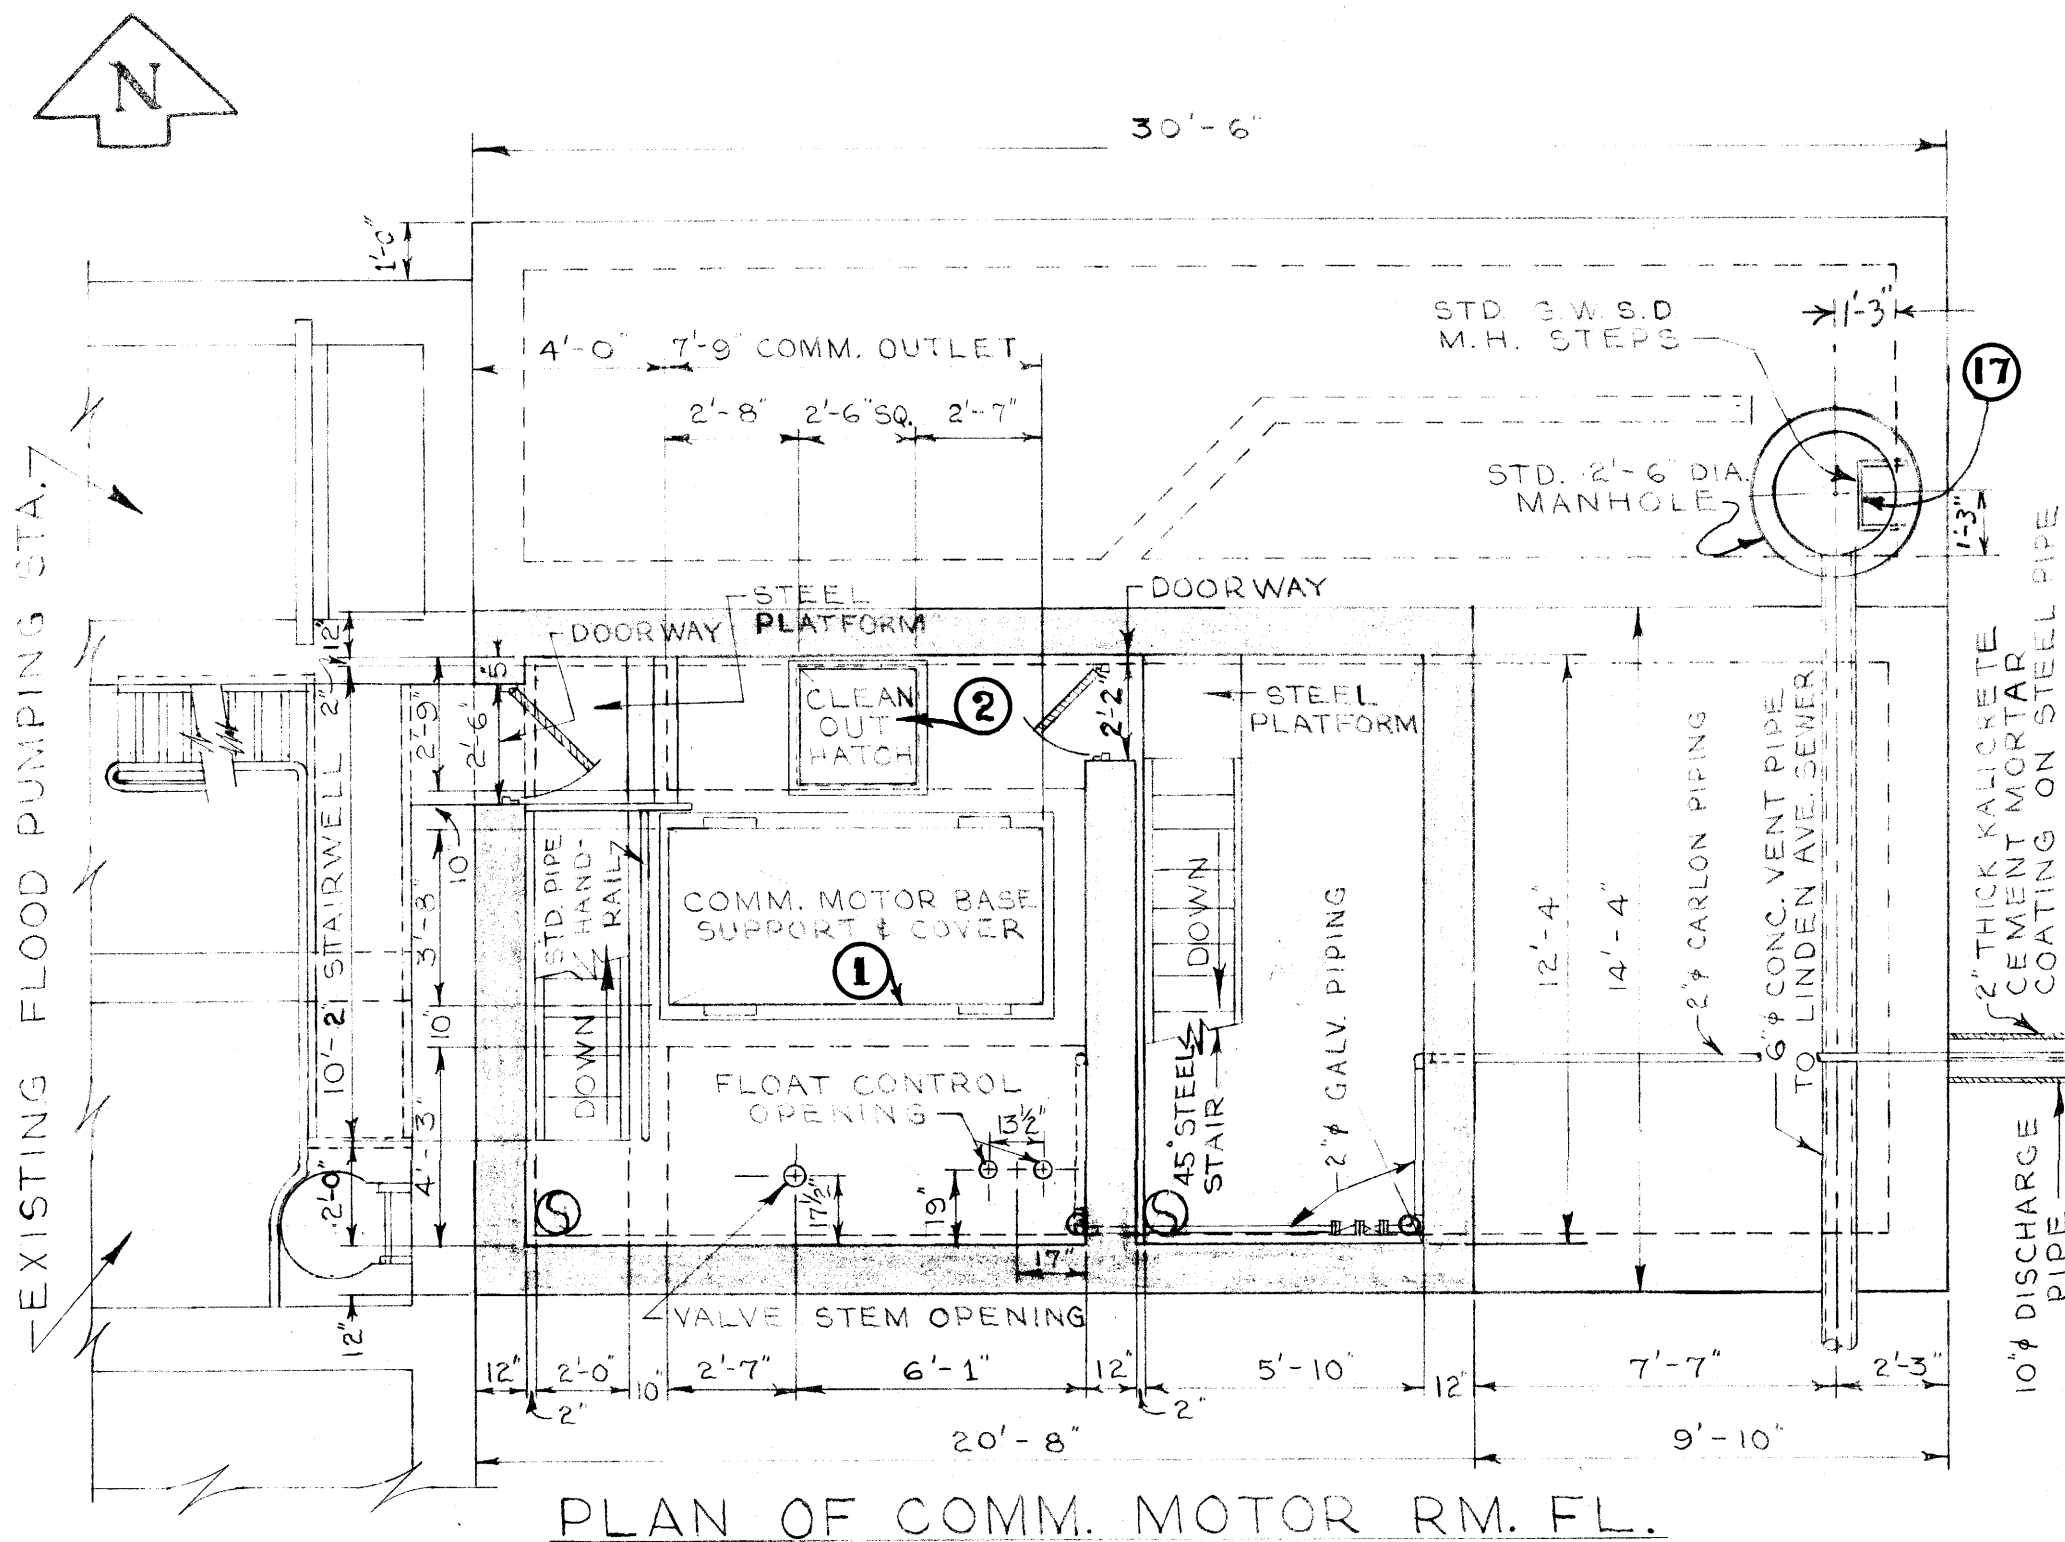 N
30'-6"
1'-0"
STD. G.W.S.D
M.H. STEPS
1'-3"
17
4'-0"
7'-9" COMM. OUTLET
2'-8"
2'-6" SQ.
2'-7"
STD. 2'-6" DIA.
MANHOLE
1'-3"
EXISTING FLOOD PUMPING STA.
STEEL
PLATFORM
DOORWAY
DOORWAY
12"
2"
5"
2'-9"
2'-6"
CLEAN
OUT
HATCH
2
2'-2"
STEEL
PLATFORM
10'-2" STAIRWELL
10"
3'-8"
10"
4'-3"
2'-0"
12"
STD. PIPE
HAND-
RAIL
DOWN
COMM. MOTOR BASE
SUPPORT & COVER
1
DOWN
45° STEEL
STAIR
2"φ GALV. PIPING
12'-4"
14'-4"
2"φ CARLON PIPING
6"φ CONC. VENT PIPE
TO LINDEN AVE. SEWER
2" THICK KALICRETE
CEMENT MORTAR
COATING ON STEEL PIPE
10"φ DISCHARGE
PIPE
FLOAT CONTROL
OPENING
13½"
17½"
19"
17"
S
S
VALVE STEM OPENING
12"
2'-0"
10"
2'-7"
6'-1"
12"
5'-10"
12"
7'-7"
2'-3"
2"
2"
20'-8"
9'-10"
PLAN OF COMM. MOTOR RM. FL.